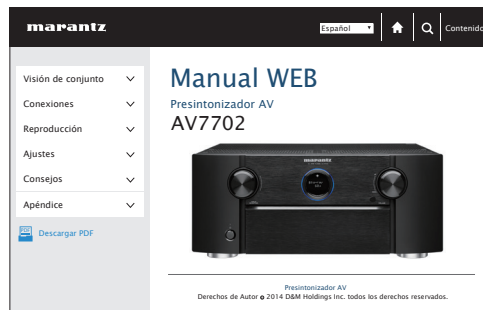 marantz
Español
Contenido
Visión de conjunto
Conexiones
Reproducción
Ajustes
Consejos
Apéndice
PDF
Descargar PDF
Manual WEB
Presintonizador AV
AV7702
marantz
Presintonizador AV
Derechos de Autor © 2014 D&M Holdings Inc. todos los derechos reservados.